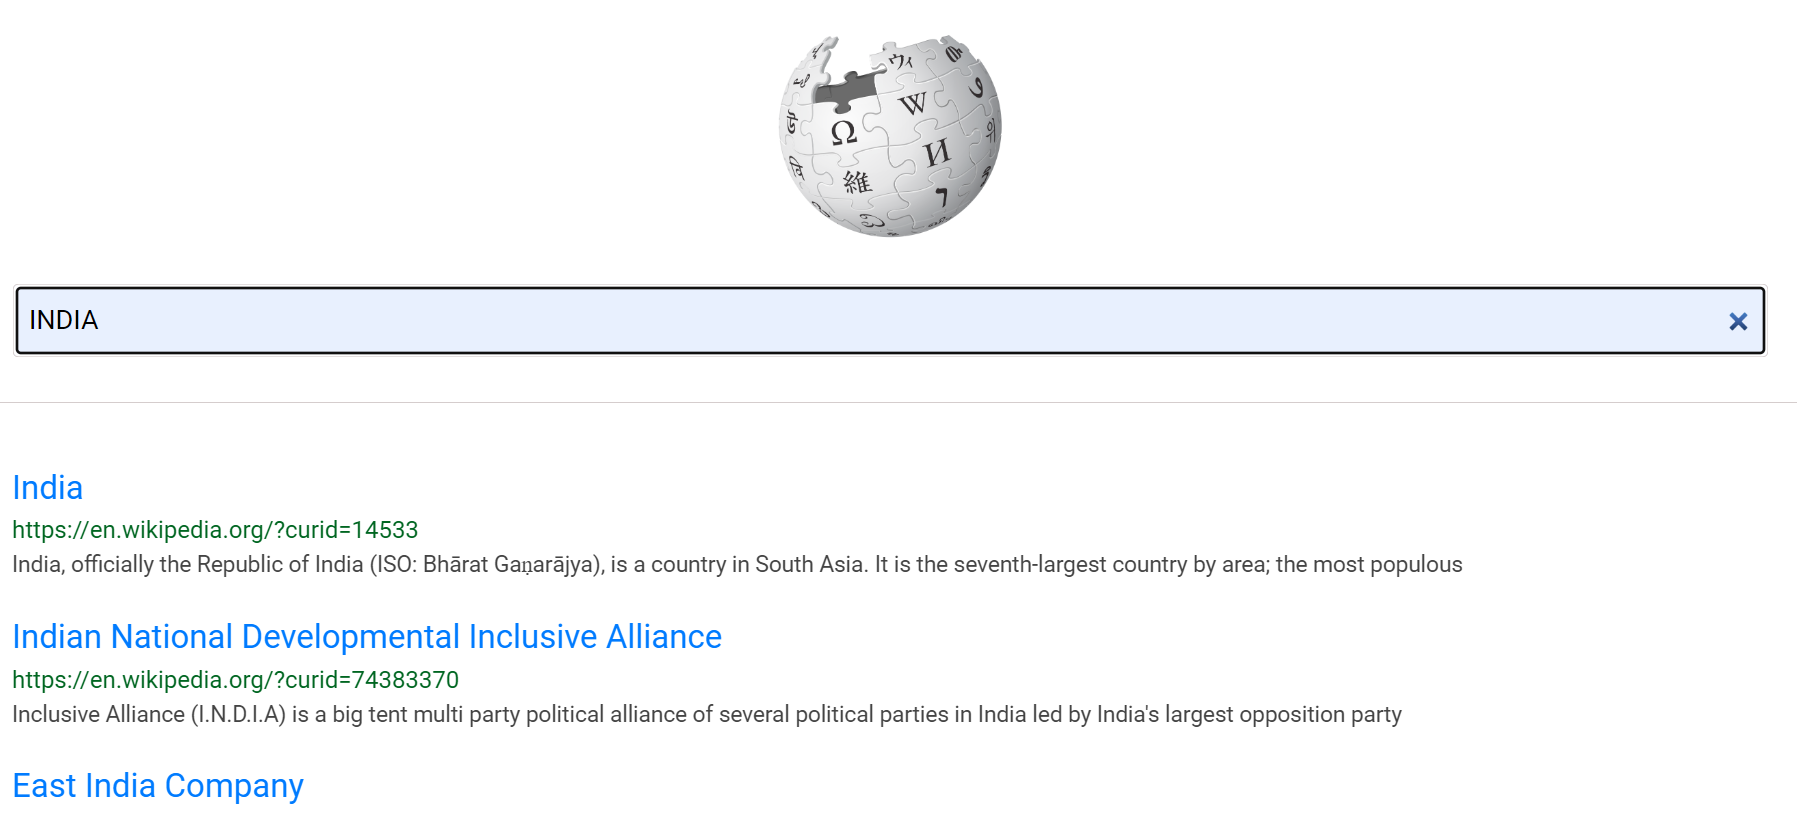 Ω W И 維 ウィ
INDIA
India
https://en.wikipedia.org/?curid=14533
India, officially the Republic of India (ISO: Bhārat Gaṇarājya), is a country in South Asia. It is the seventh-largest country by area; the most populous
Indian National Developmental Inclusive Alliance
https://en.wikipedia.org/?curid=74383370
Inclusive Alliance (I.N.D.I.A) is a big tent multi party political alliance of several political parties in India led by India's largest opposition party
East India Company